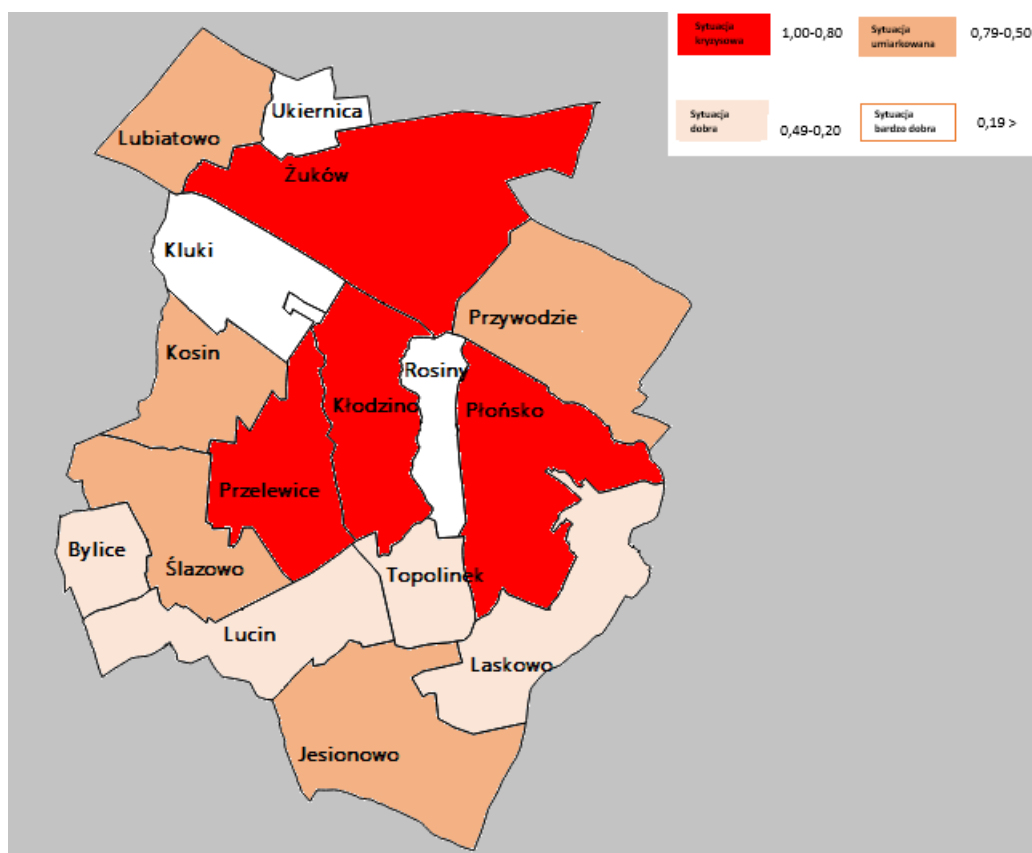 Sytuacja
kryzysowa
1,00-0,80
Sytuacja
umiarkowana
0,79-0,50
Sytuacja
dobra
0,49-0,20
Sytuacja
bardzo dobra
0,19 >
Ukiernica
Lubiatowo
Żuków
Kluki
Przywodzie
Kosin
Rosiny
Kłodzino
Płońsko
Przelewice
Bylice
Ślazowo
Topolinek
Lucin
Laskowo
Jesionowo